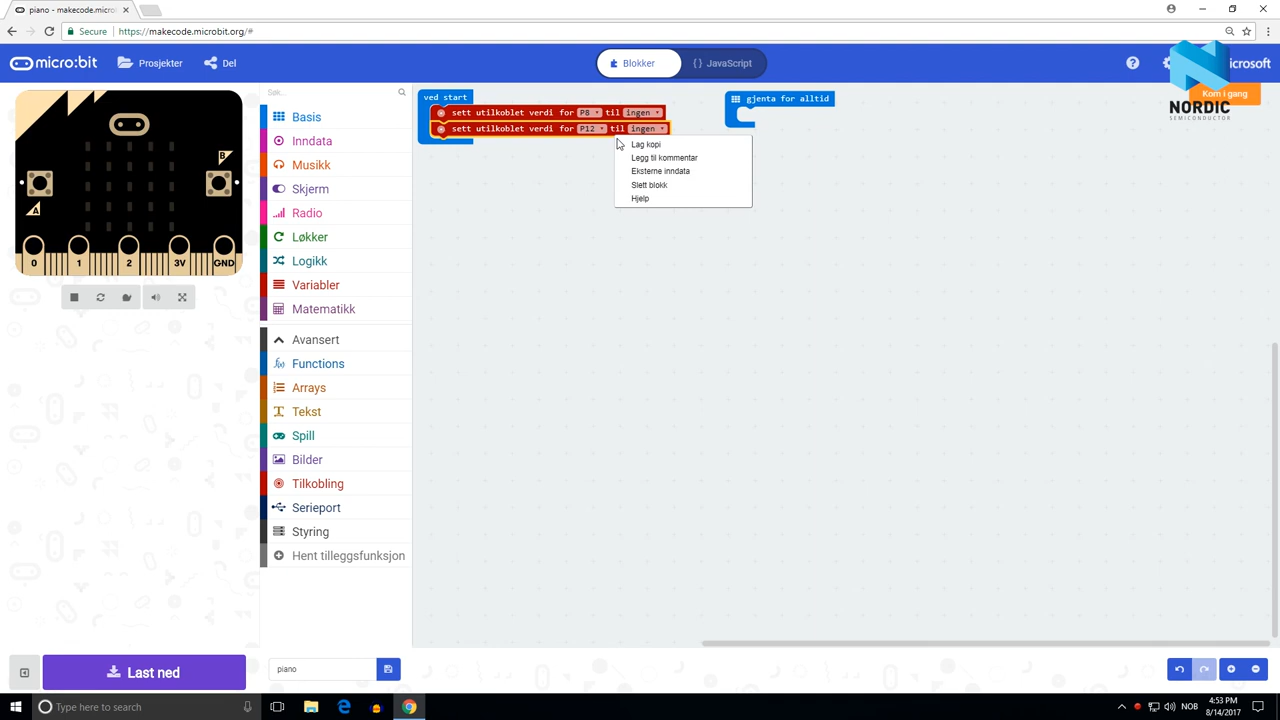 piano - makecode.micro!
Secure
https://makecode.microbit.org/#
micro:bit
Prosjekter
Del
Blokker
{} JavaScript
icrosoft
Kom i gang
NORDIC
SEMICONDUCTOR
A
B
0 1 2 3V GND
Søk...
Basis
Inndata
Musikk
Skjerm
Radio
Løkker
Logikk
Variabler
Matematikk
Avansert
Functions
Arrays
Tekst
Spill
Bilder
Tilkobling
Serieport
Styring
Hent tilleggsfunksjon
ved start
sett utilkoblet verdi for P8 til ingen
sett utilkoblet verdi for P12 til ingen
gjenta for alltid
Lag kopi
Legg til kommentar
Eksterne inndata
Slett blokk
Hjelp
Last ned
piano
Type here to search
NOB
4:53 PM
8/14/2017